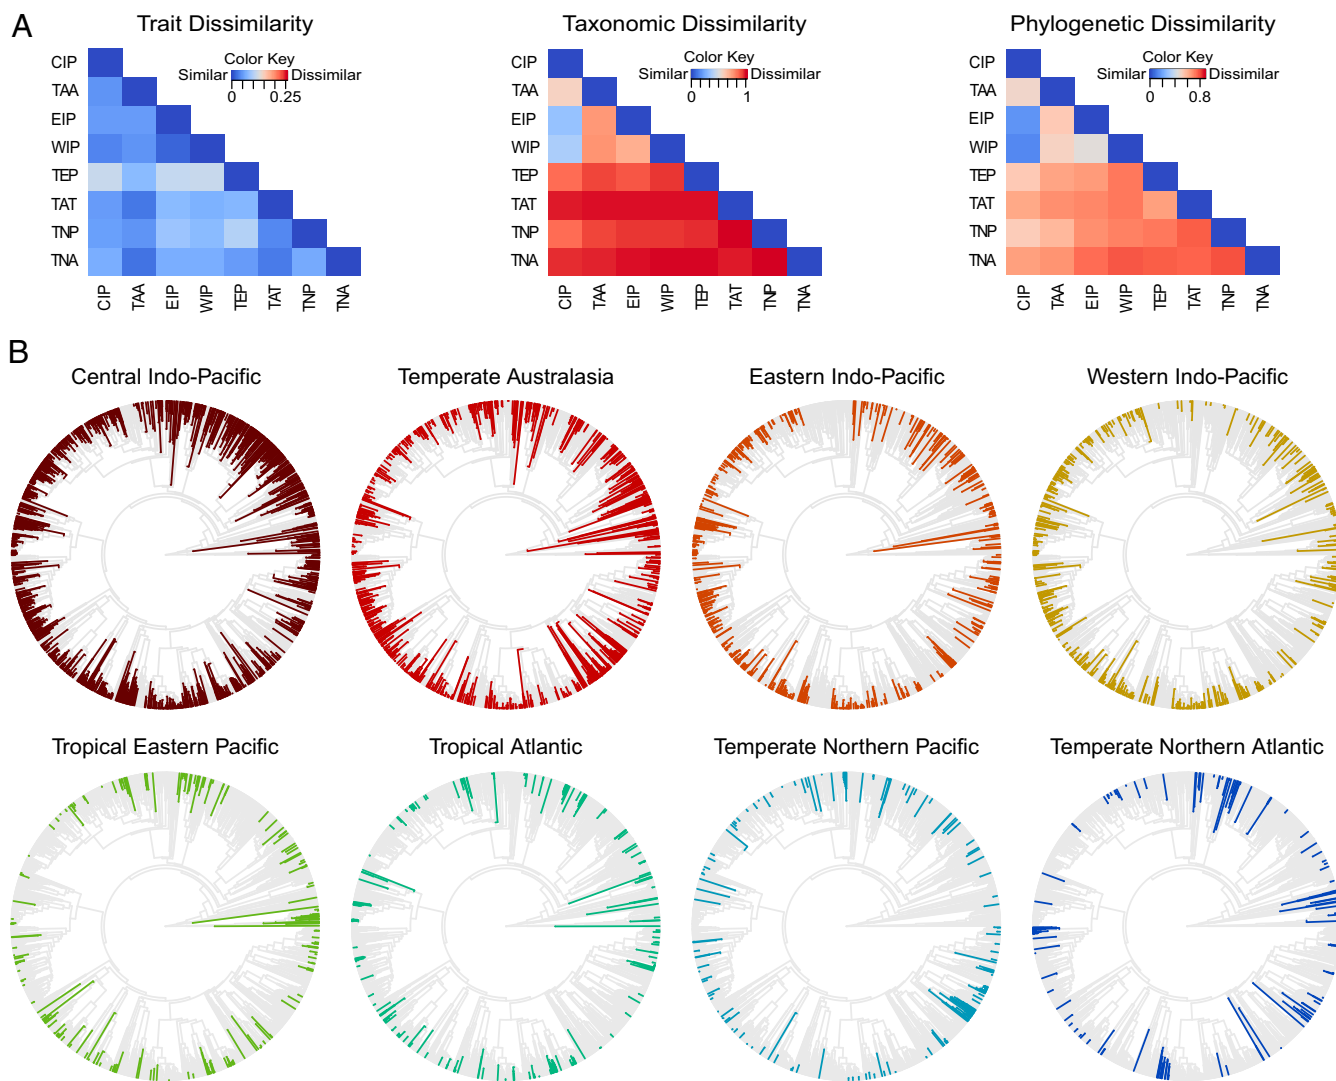 A
Trait Dissimilarity
Taxonomic Dissimilarity
Phylogenetic Dissimilarity
Color Key
Similar Dissimilar
0 0.25
CIP
TAA
EIP
WIP
TEP
TAT
TNP
TNA
CIP TAA EIP WIP TEP TAT TNP TNA
Color Key
Similar Dissimilar
0 1
CIP
TAA
EIP
WIP
TEP
TAT
TNP
TNA
CIP TAA EIP WIP TEP TAT TNP TNA
Color Key
Similar Dissimilar
0 0.8
CIP
TAA
EIP
WIP
TEP
TAT
TNP
TNA
CIP TAA EIP WIP TEP TAT TNP TNA
B
Central Indo-Pacific
Temperate Australasia
Eastern Indo-Pacific
Western Indo-Pacific
Tropical Eastern Pacific
Tropical Atlantic
Temperate Northern Pacific
Temperate Northern Atlantic